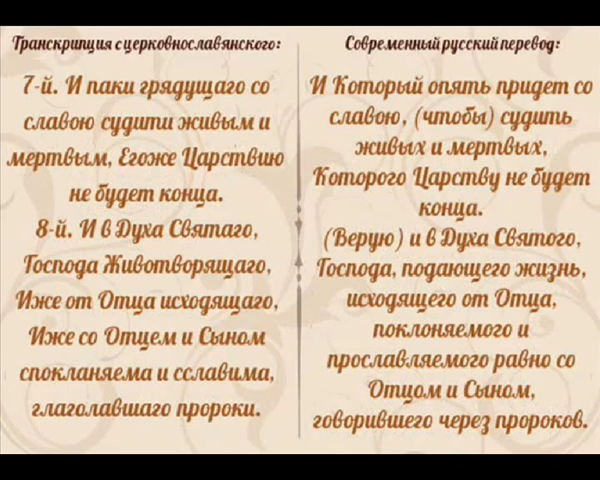 Транскрипция с церковнославянского:
7-й. И паки грядущаго со
славою судити живым и
мертвым, Егоже Царствию
не будет конца.
8-й. И в Духа Святаго,
Господа Животворящаго,
Иже от Отца исходящаго,
Иже со Отцем и Сыном
спокланяема и сславима,
глаголавшаго пророки.
Современный русский перевод:
И Который опять придет со
славою, (чтобы) судить
живых и мертвых,
Которого Царству не будет
конца.
(Верую) и в Духа Святого,
Господа, подающего жизнь,
исходящего от Отца,
поклоняемого и
прославляемого равно со
Отцом и Сыном,
говорившего через пророков.